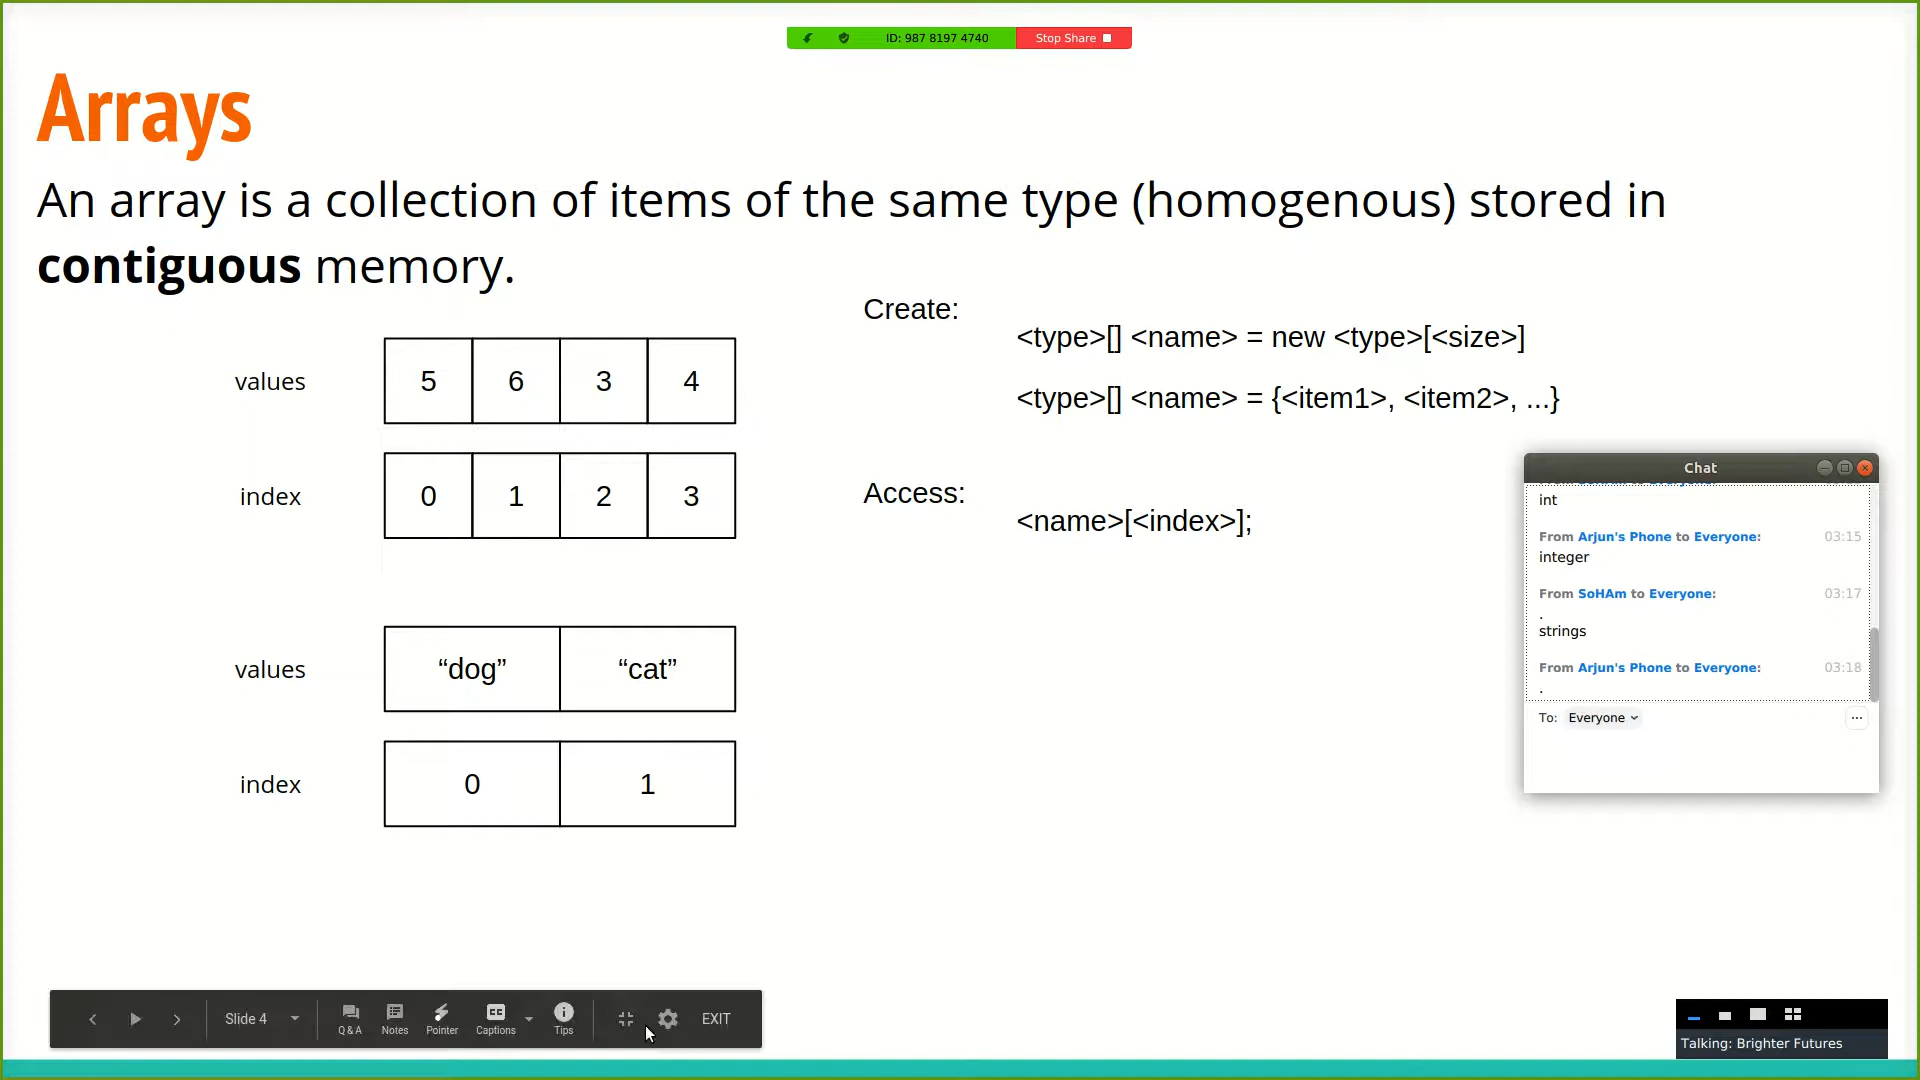 ID: 987 8197 4740 Stop Share
Arrays
An array is a collection of items of the same type (homogenous) stored in
contiguous memory.
Create:
<type>[] <name> = new <type>[<size>]
<type>[] <name> = {<item1>, <item2>, ...}
Access:
<name>[<index>];
values 5 6 3 4
index 0 1 2 3
values “dog” “cat”
index 0 1
Chat
int
From Arjun's Phone to Everyone: 03:15
integer
From SoHAm to Everyone: 03:17
.
strings
From Arjun's Phone to Everyone: 03:18
.
To: Everyone
Slide 4 Q&A Notes Pointer CC Captions Tips EXIT
Talking: Brighter Futures